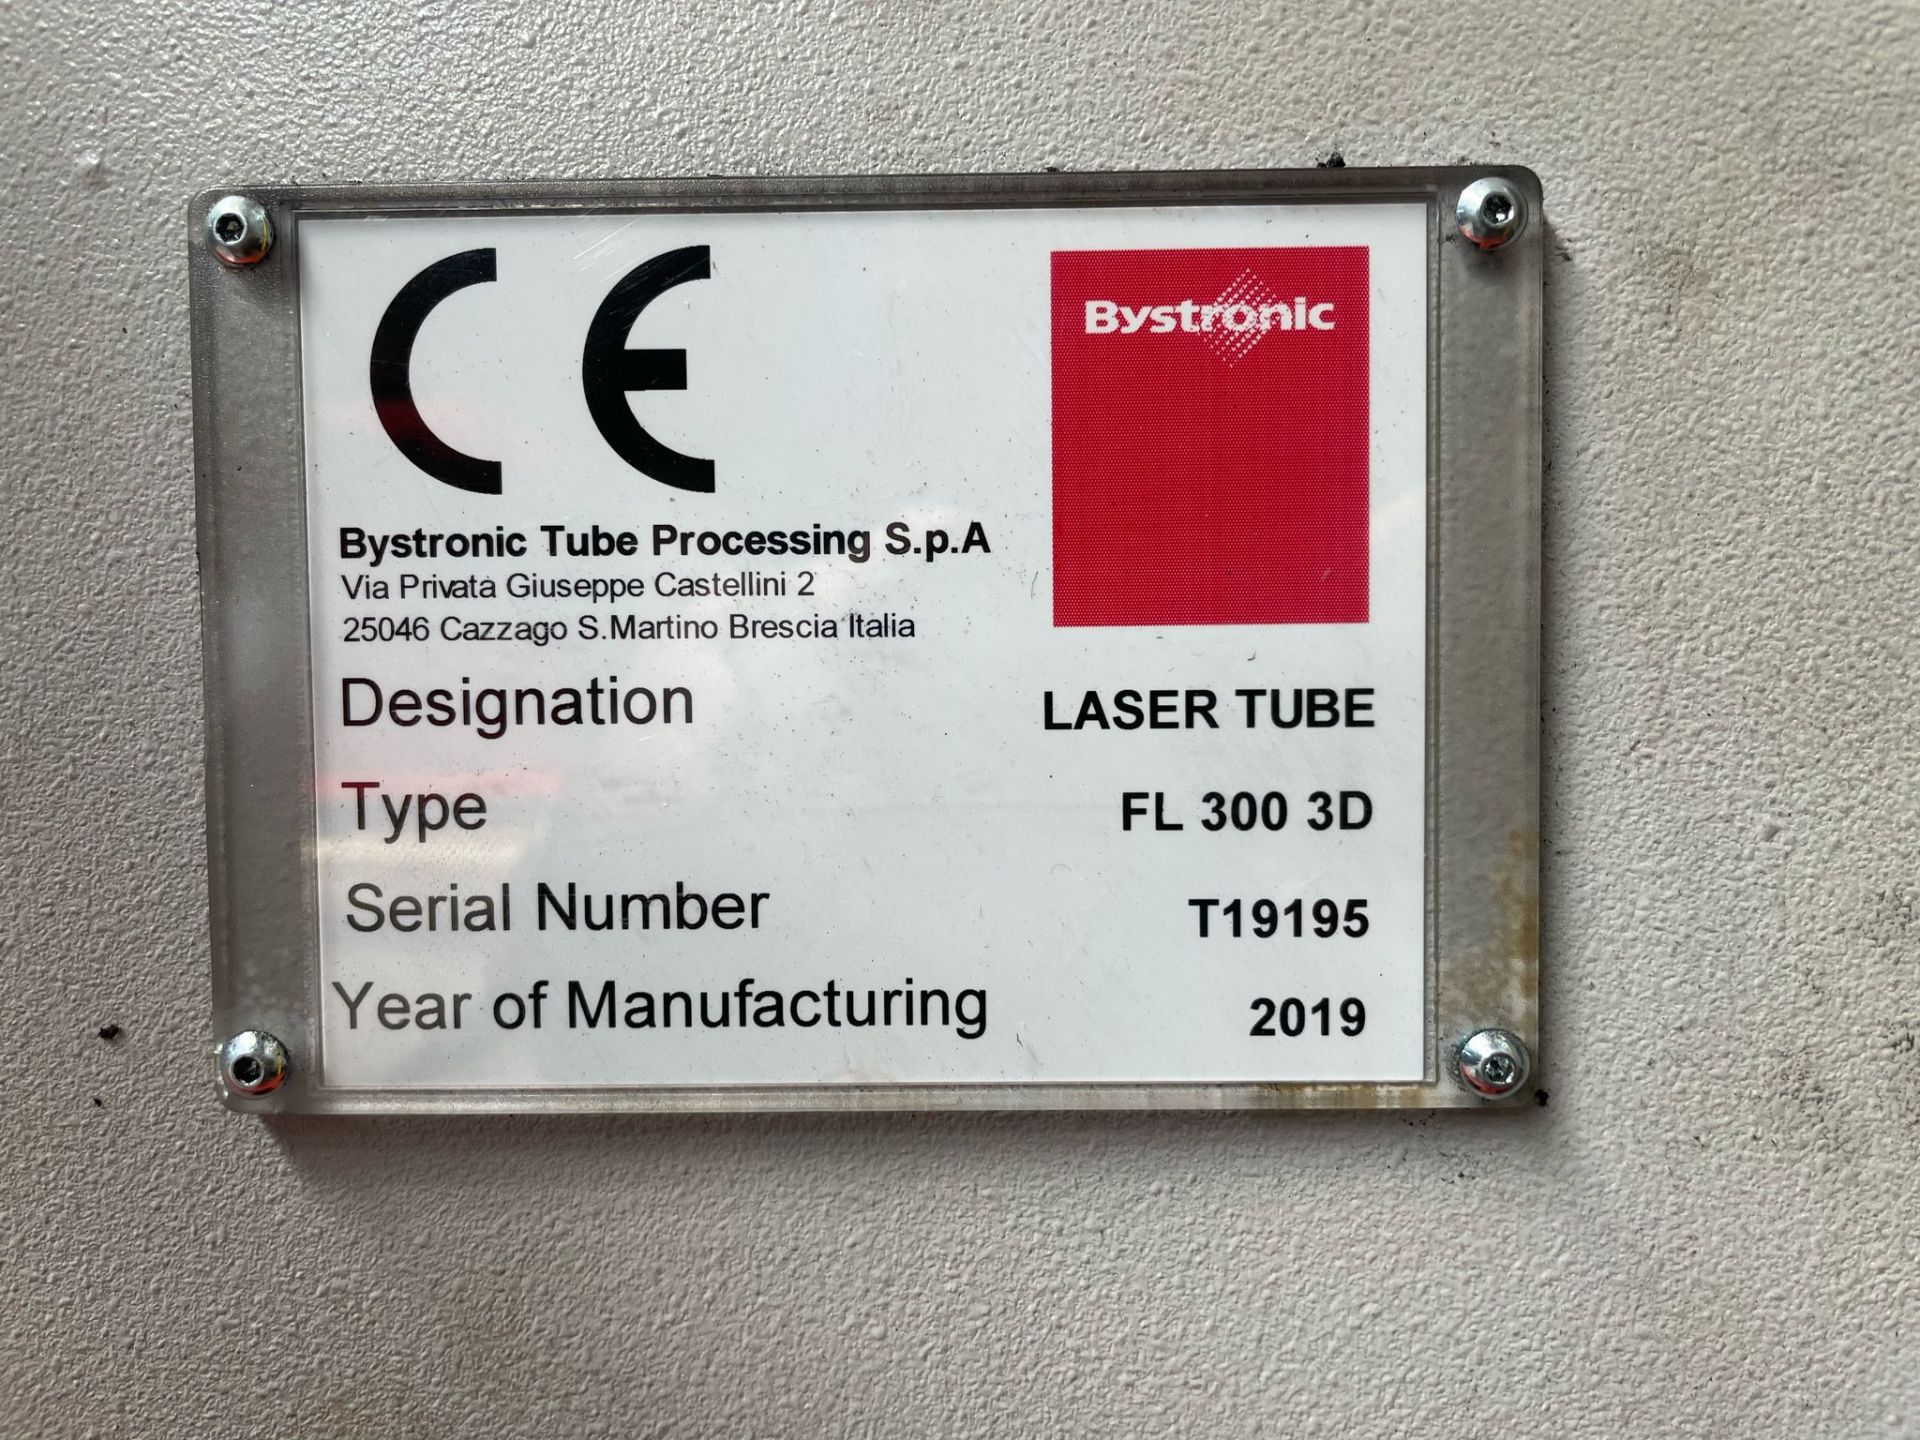 CE
Bystronic
Bystronic Tube Processing S.p.A
Via Privata Giuseppe Castellini 2
25046 Cazzago S.Martino Brescia Italia
Designation LASER TUBE
Type FL 300 3D
Serial Number T19195
Year of Manufacturing 2019